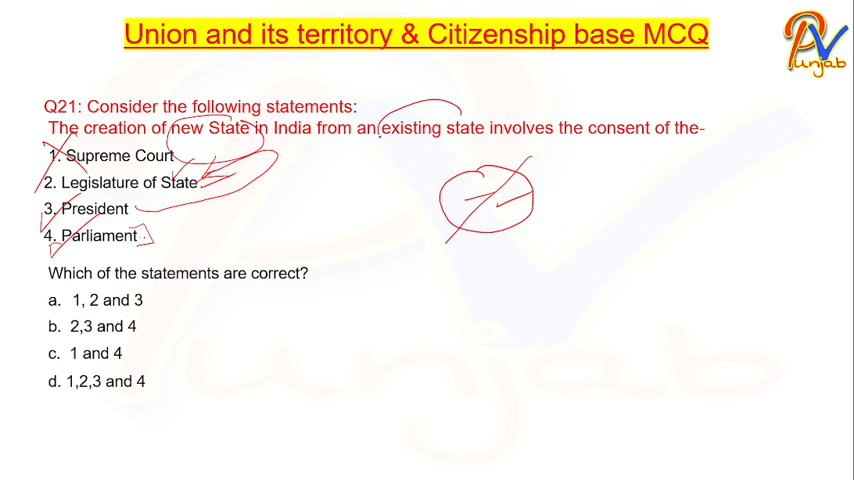 Union and its territory & Citizenship base MCQ
Punjab
Q21: Consider the following statements:
The creation of new State in India from an existing state involves the consent of the-
1. Supreme Court
2. Legislature of State.
3. President
4. Parliament
Which of the statements are correct?
a. 1, 2 and 3
b. 2,3 and 4
c. 1 and 4
d. 1,2,3 and 4